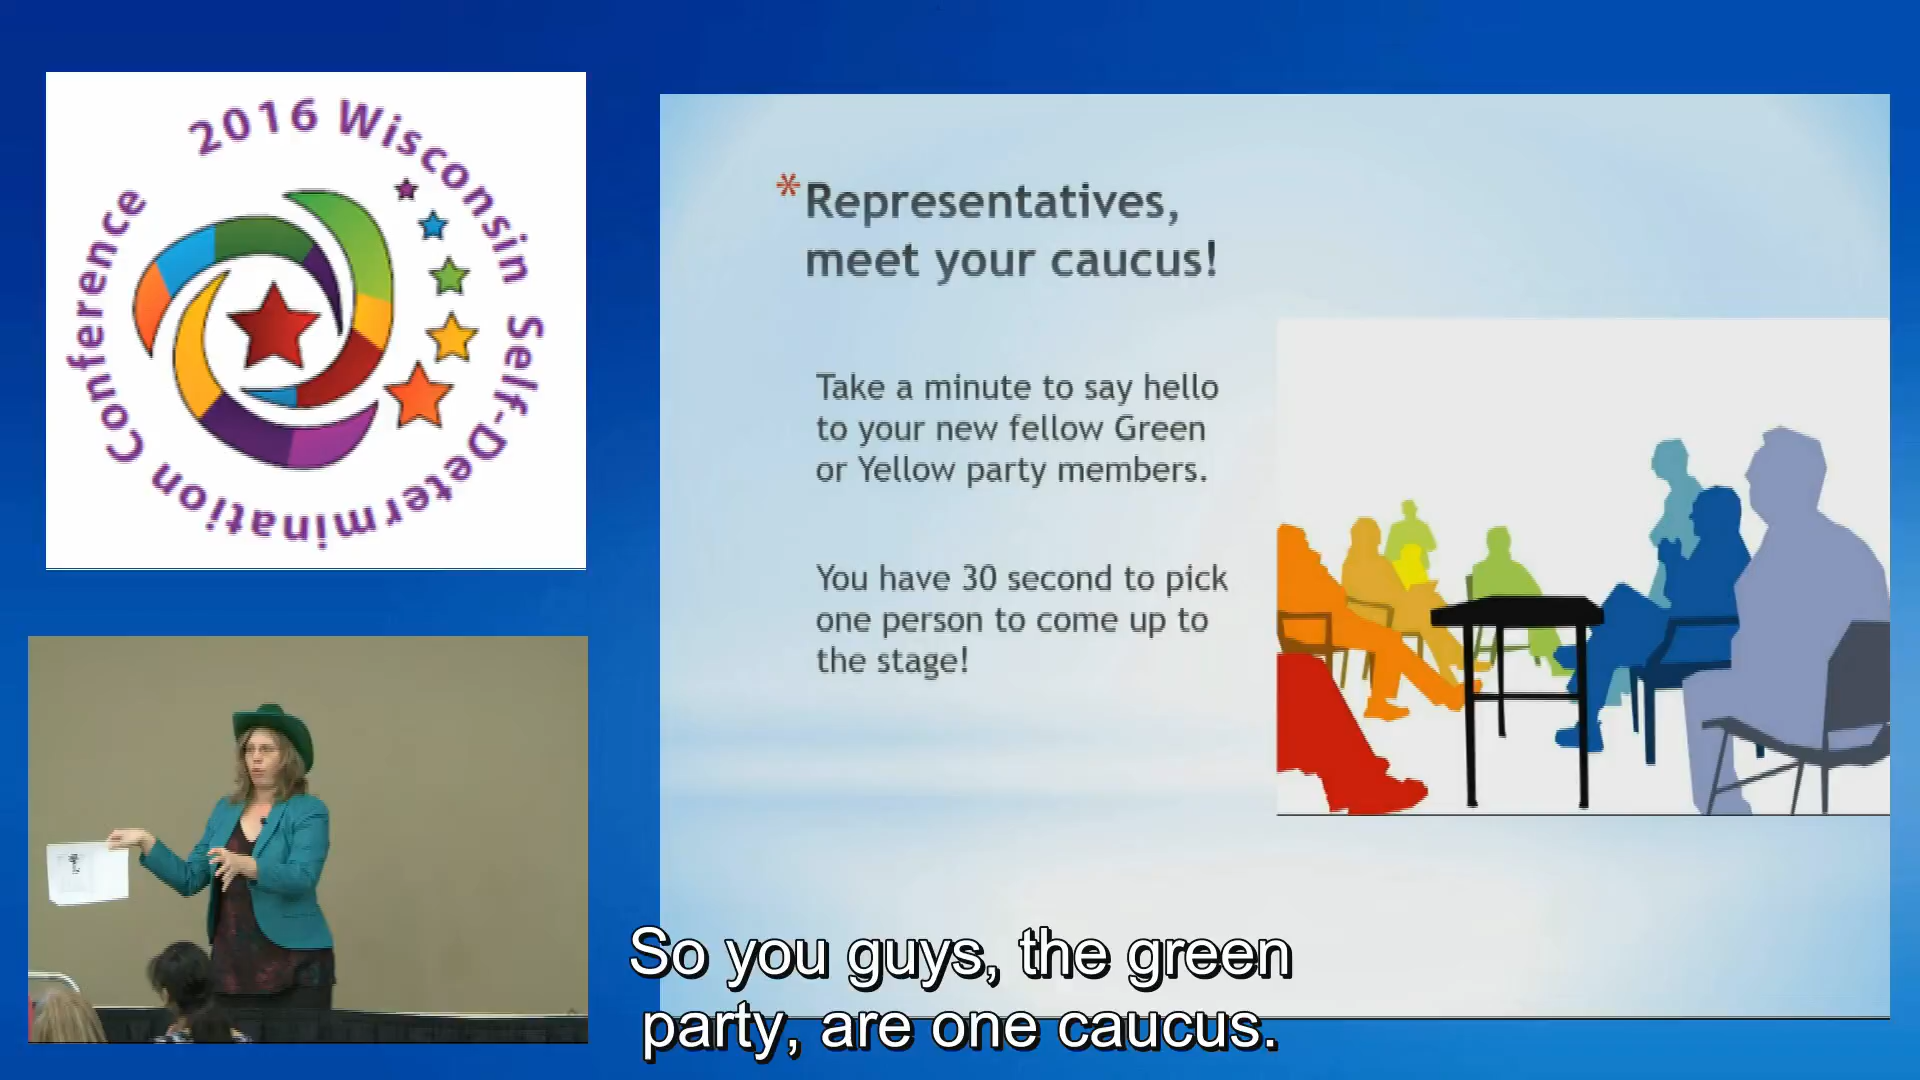 2016 Wisconsin Self-Determination Conference
*Representatives,
meet your caucus!
Take a minute to say hello
to your new fellow Green
or Yellow party members.
You have 30 second to pick
one person to come up to
the stage!
So you guys, the green
party, are one caucus.